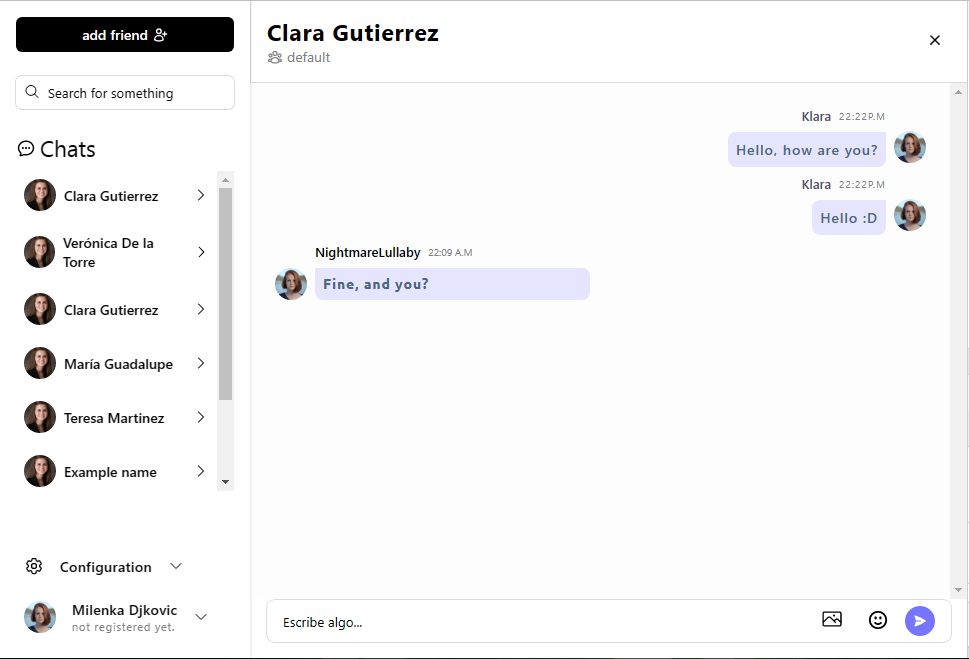 add friend
Search for something
Chats
Clara Gutierrez
Verónica De la
Torre
Clara Gutierrez
María Guadalupe
Teresa Martinez
Example name
Configuration
Milenka Djkovic
not registered yet.
Clara Gutierrez
default
Klara 22:22P.M
Hello, how are you?
Klara 22:22P.M
Hello :D
NightmareLullaby 22:09 A.M
Fine, and you?
Escribe algo...